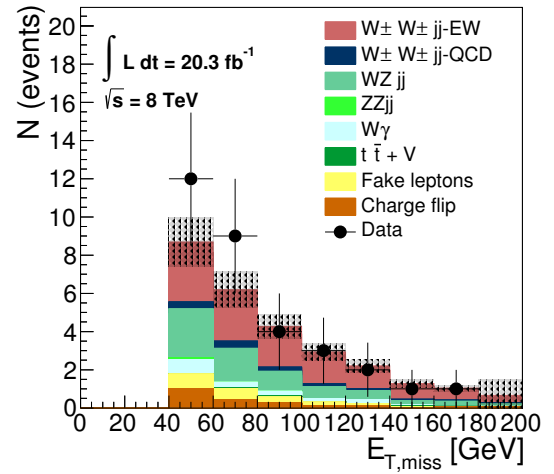 N (events)
20
18
16
14
12
10
8
6
4
2
0
∫ L dt = 20.3 fb⁻¹
√s = 8 TeV
W± W± jj-EW
W± W± jj-QCD
WZ jj
ZZjj
Wγ
t t̄ + V
Fake leptons
Charge flip
Data
0 20 40 60 80 100 120 140 160 180 200
E_T,miss [GeV]